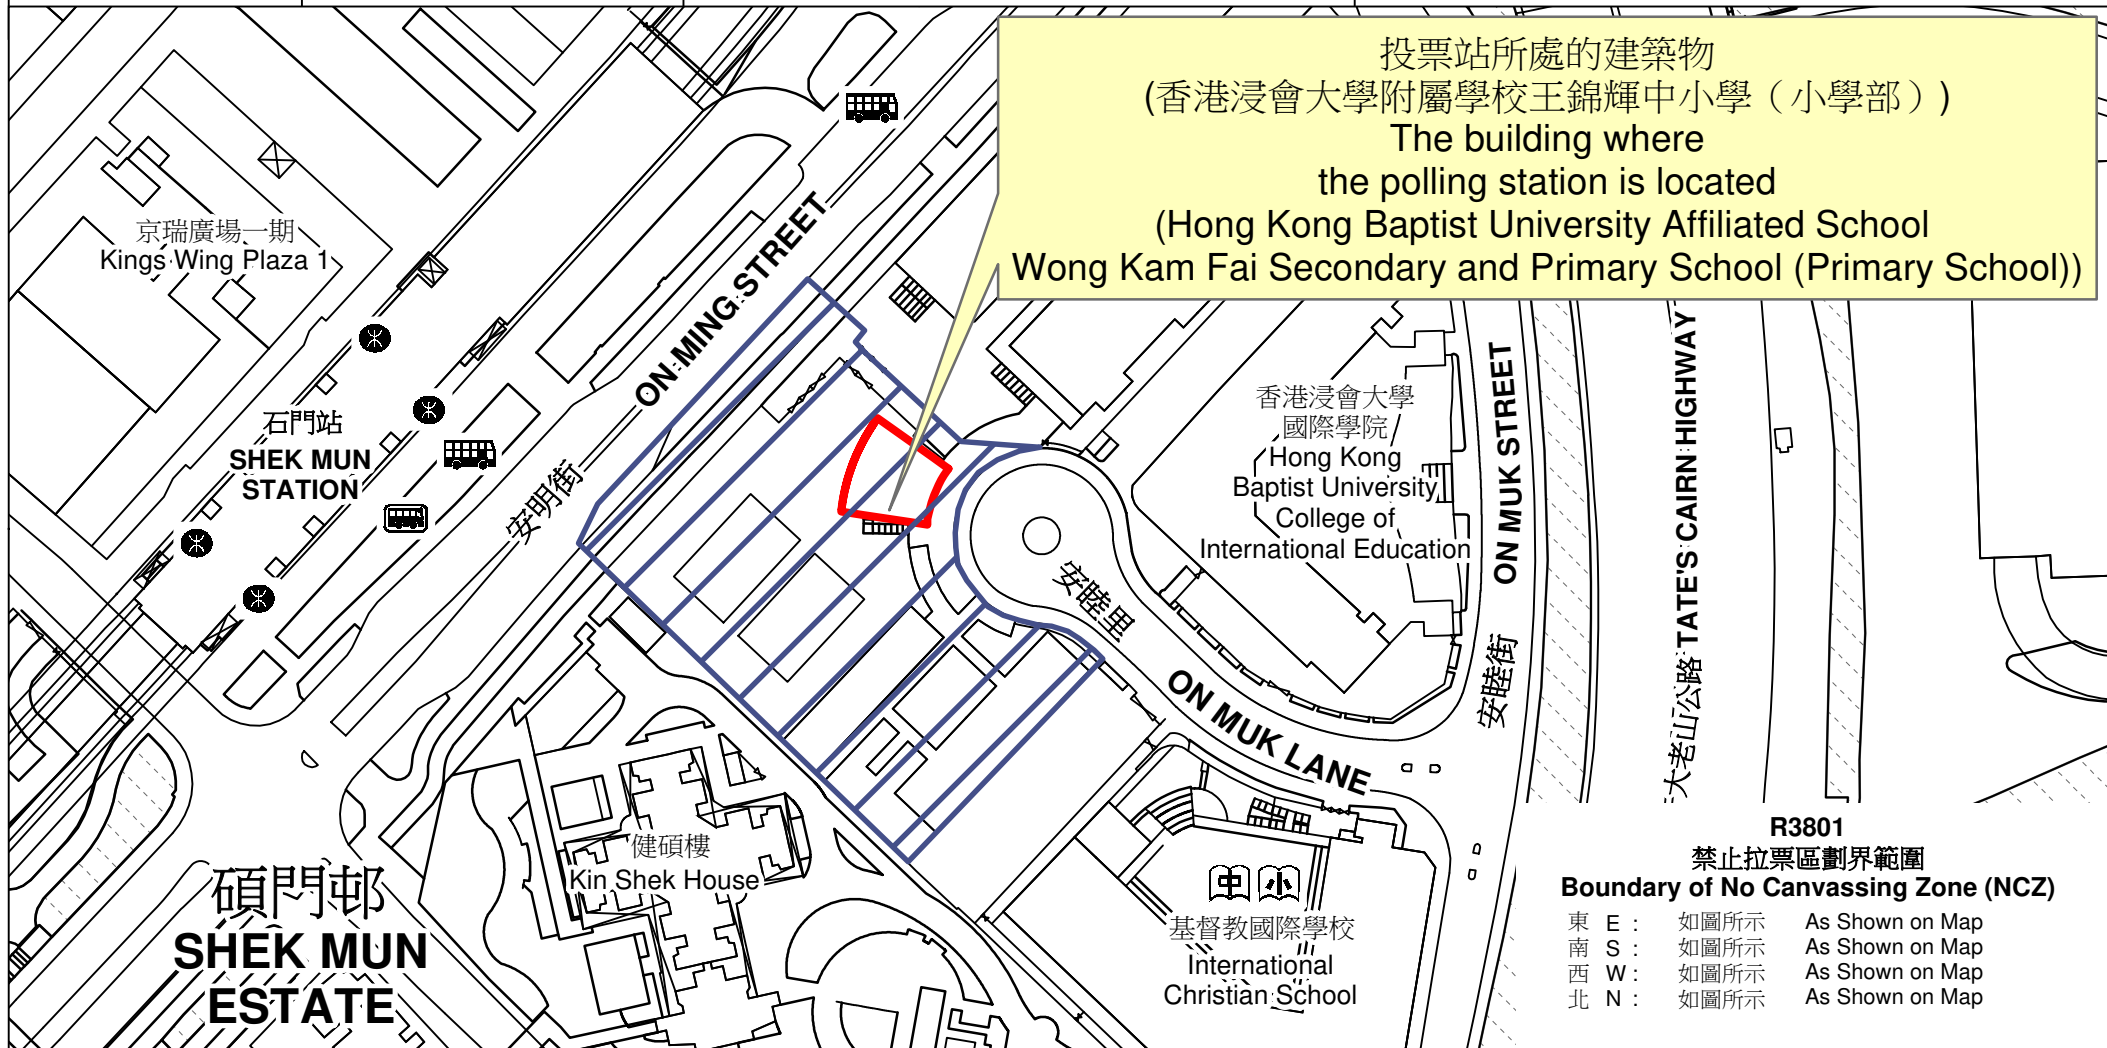 投票站所處的建築物
(香港浸會大學附屬學校王錦輝中小學（小學部）)
The building where
the polling station is located
(Hong Kong Baptist University Affiliated School
Wong Kam Fai Secondary and Primary School (Primary School))
京瑞廣場一期
Kings Wing Plaza 1
ON MING STREET
安明街
石門站
SHEK MUN
STATION
香港浸會大學
國際學院
Hong Kong
Baptist University
College of
International Education
ON MUK STREET
安睦街
TATE'S CAIRN HIGHWAY
大老山公路
安睦里
ON MUK LANE
健碩樓
Kin Shek House
碩門邨
SHEK MUN
ESTATE
中 小
基督教國際學校
International
Christian School
R3801
禁止拉票區劃界範圍
Boundary of No Canvassing Zone (NCZ)
東 E : 如圖所示 As Shown on Map
南 S : 如圖所示 As Shown on Map
西 W : 如圖所示 As Shown on Map
北 N : 如圖所示 As Shown on Map